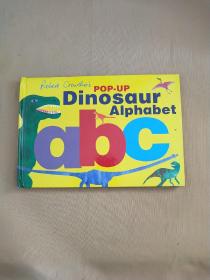 Robert Crowther's
POP-UP
Dinosaur
Alphabet
abc